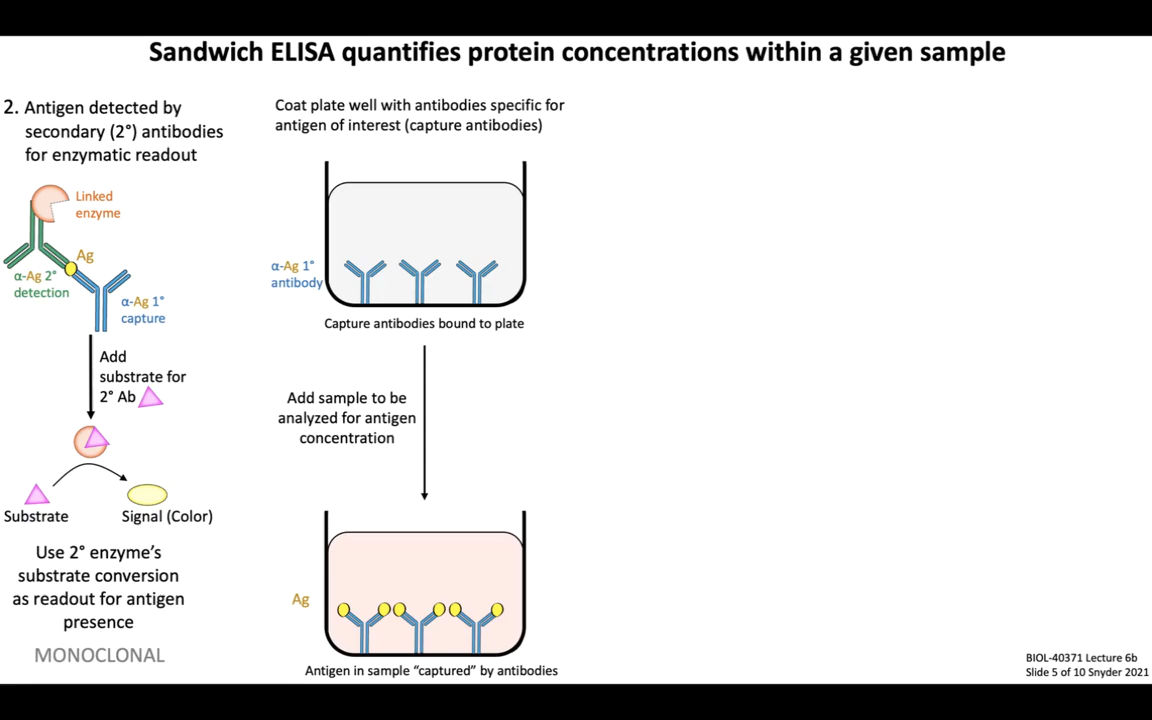 Sandwich ELISA quantifies protein concentrations within a given sample
2. Antigen detected by
secondary (2°) antibodies
for enzymatic readout
Linked
enzyme
Ag
α-Ag 2°
detection
α-Ag 1°
capture
Add
substrate for
2° Ab
Substrate
Signal (Color)
Use 2° enzyme’s
substrate conversion
as readout for antigen
presence
MONOCLONAL
Coat plate well with antibodies specific for
antigen of interest (capture antibodies)
α-Ag 1°
antibody
Capture antibodies bound to plate
Add sample to be
analyzed for antigen
concentration
Ag
Antigen in sample “captured” by antibodies
BIOL-40371 Lecture 6b
Slide 5 of 10 Snyder 2021